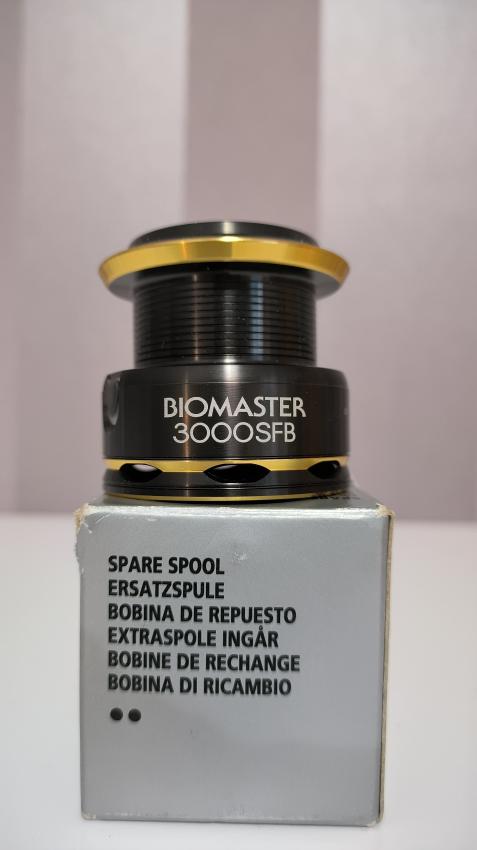 BIOMASTER
3000SFB
SPARE SPOOL
ERSATZSPULE
BOBINA DE REPUESTO
EXTRASPOLE INGÅR
BOBINE DE RECHANGE
BOBINA DI RICAMBIO